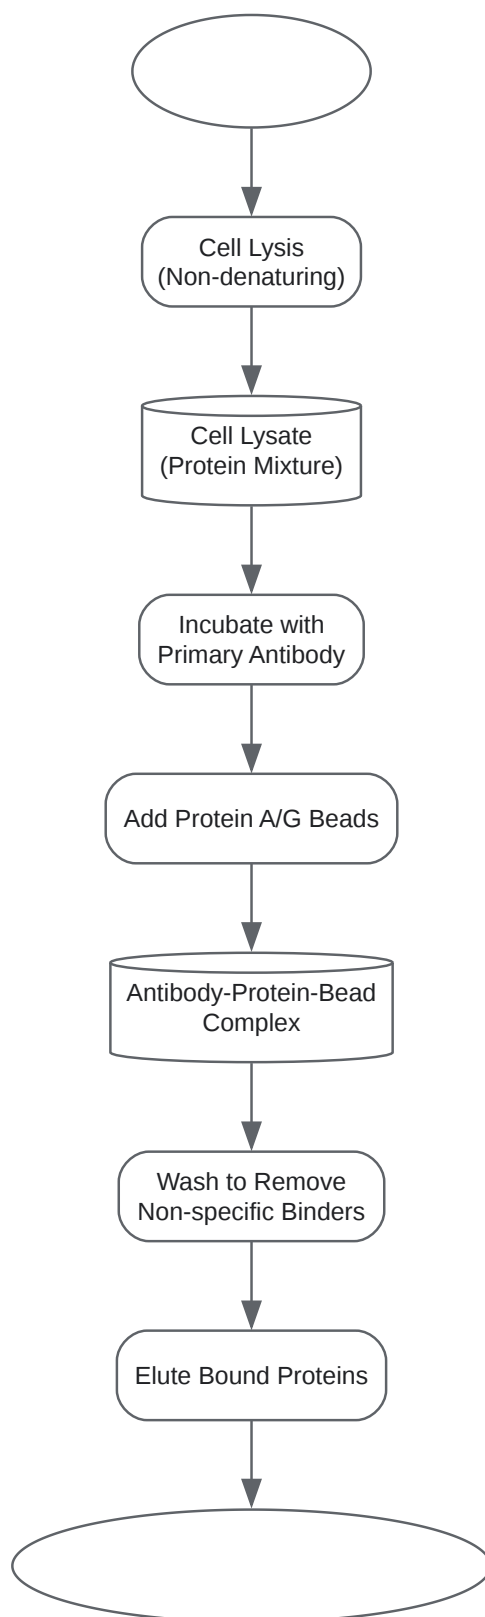 Cell Lysis
(Non-denaturing)
Cell Lysate
(Protein Mixture)
Incubate with
Primary Antibody
Add Protein A/G Beads
Antibody-Protein-Bead
Complex
Wash to Remove
Non-specific Binders
Elute Bound Proteins